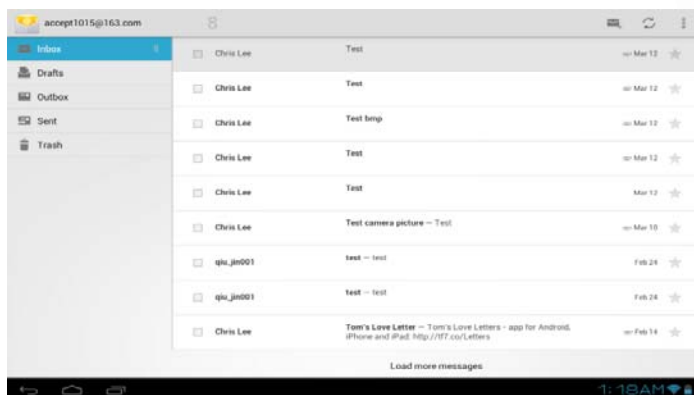 accept1015@163.com 8
Inbox
Drafts
Outbox
Sent
Trash
Chris Lee Test Mar 12
Chris Lee Test Mar 12
Chris Lee Test bmp Mar 12
Chris Lee Test Mar 12
Chris Lee Test Mar 12
Chris Lee Test camera picture — Test Mar 10
qiu_jin001 test — test Feb 24
qiu_jin001 test — test Feb 24
Chris Lee Tom's Love Letter — Tom's Love Letters - app for Android, Feb 14
iPhone and iPad: http://tf7.co/Letters
Load more messages
1:18AM